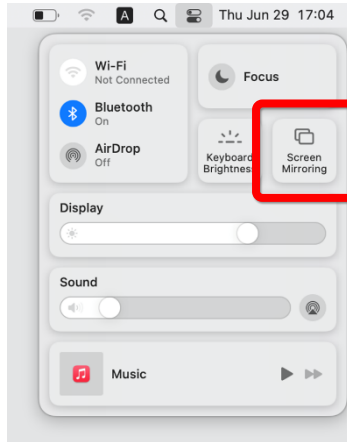 A Thu Jun 29 17:04
Wi-Fi
Not Connected
Bluetooth
On
AirDrop
Off
Focus
Keyboard
Brightness
Screen
Mirroring
Display
Sound
Music